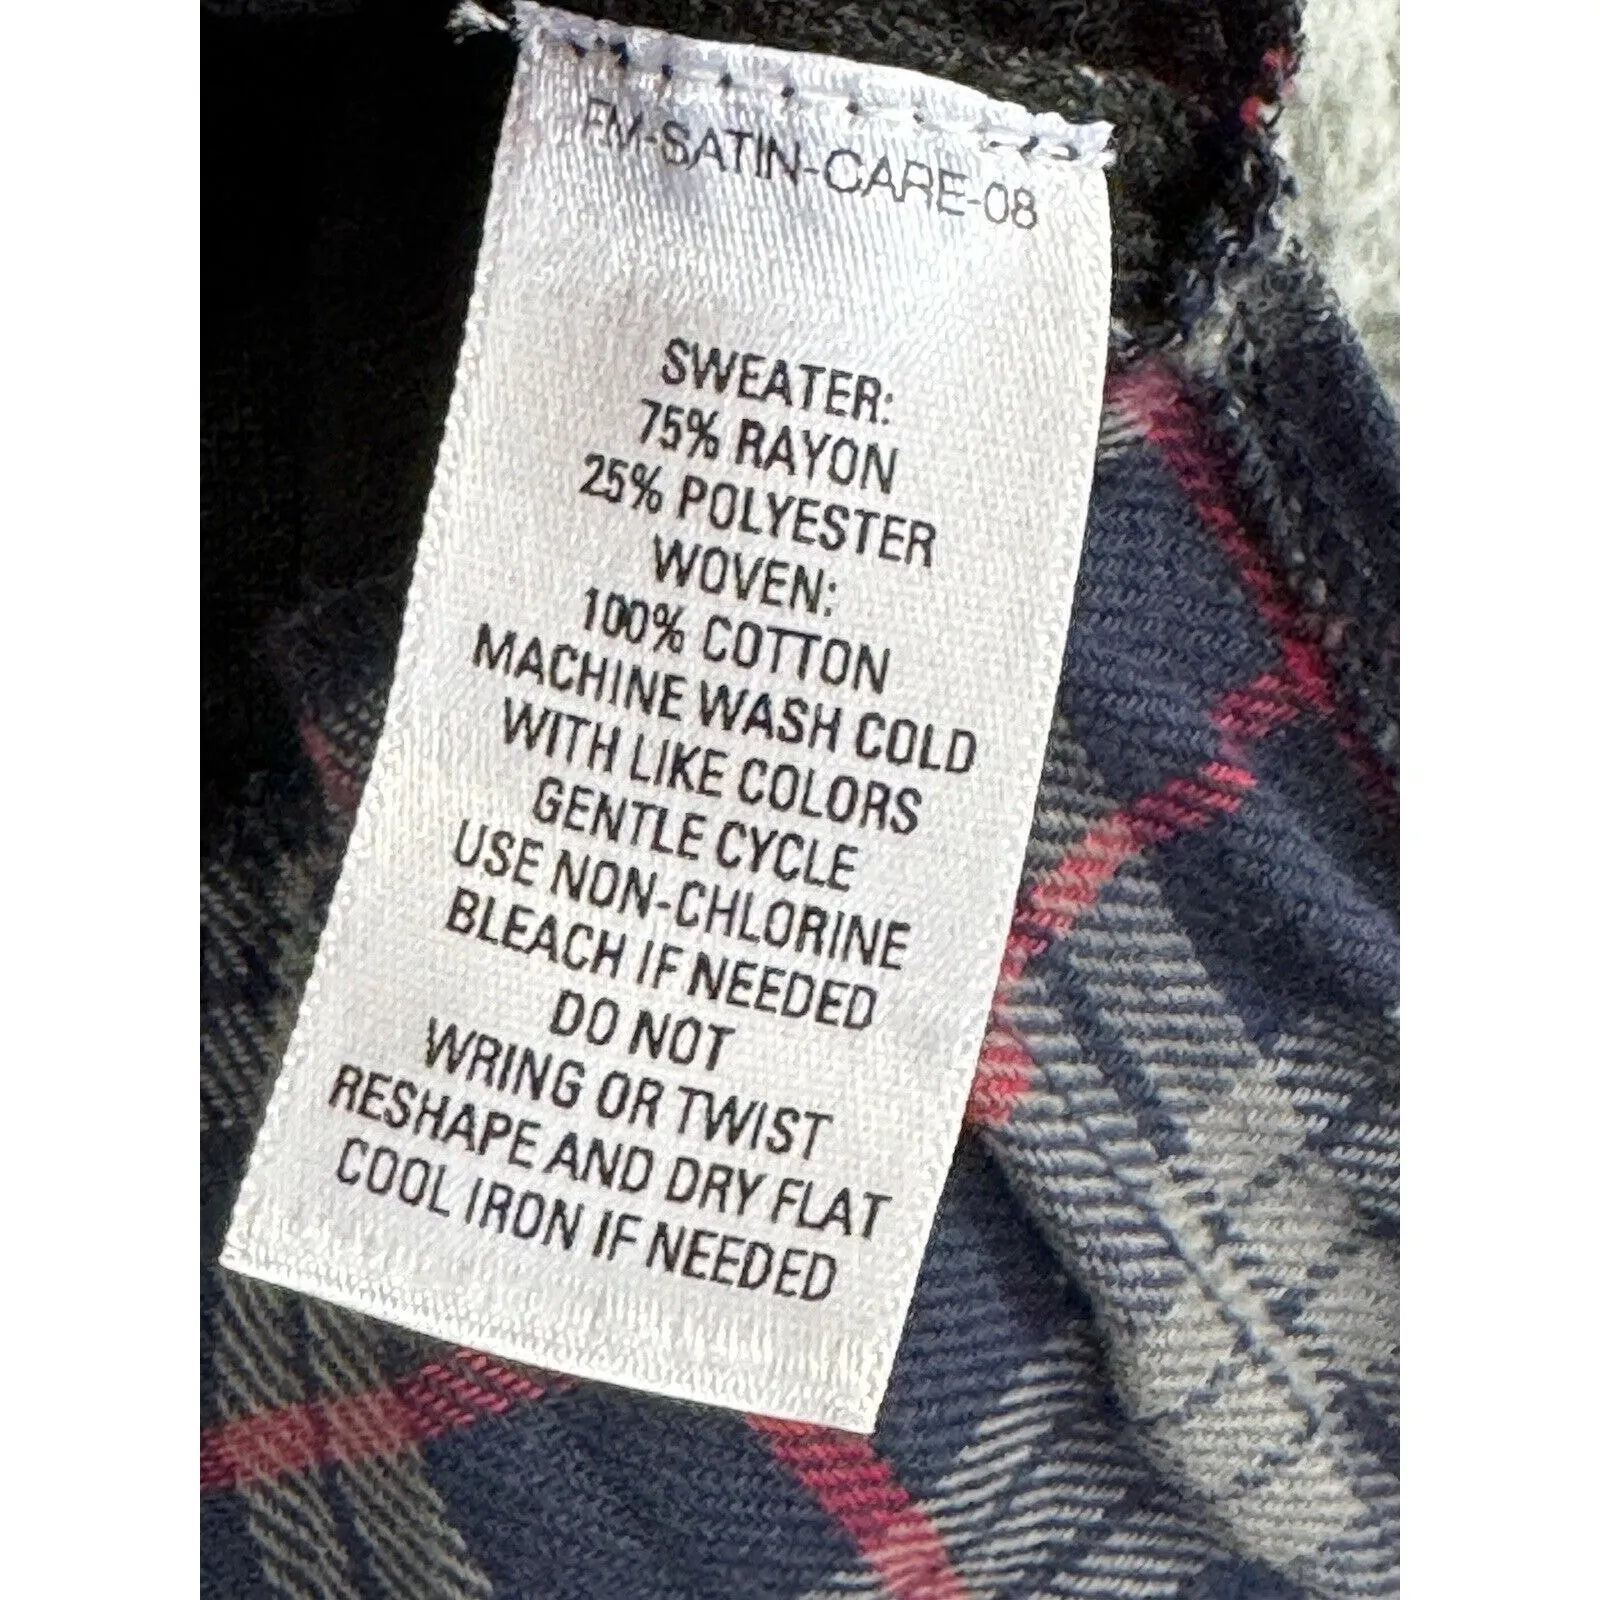 FM-SATIN-CARE-08
SWEATER:
75% RAYON
25% POLYESTER
WOVEN:
100% COTTON
MACHINE WASH COLD
WITH LIKE COLORS
GENTLE CYCLE
USE NON-CHLORINE
BLEACH IF NEEDED
DO NOT
WRING OR TWIST
RESHAPE AND DRY FLAT
COOL IRON IF NEEDED